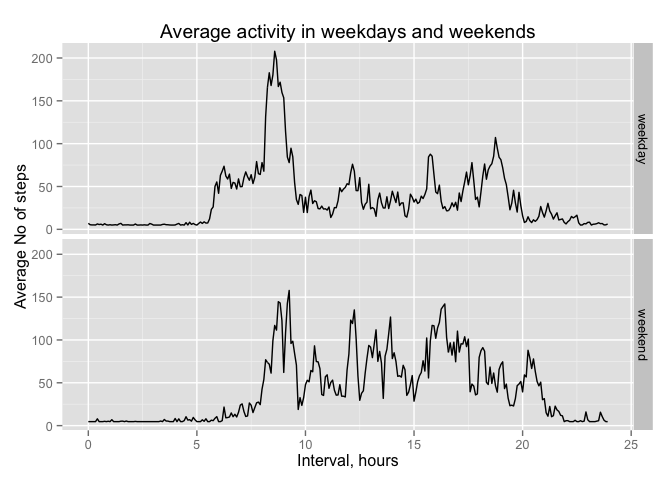 Average activity in weekdays and weekends
Average No of steps
200
150
100
50
0
weekday
200
150
100
50
0
weekend
0 5 10 15 20 25
Interval, hours